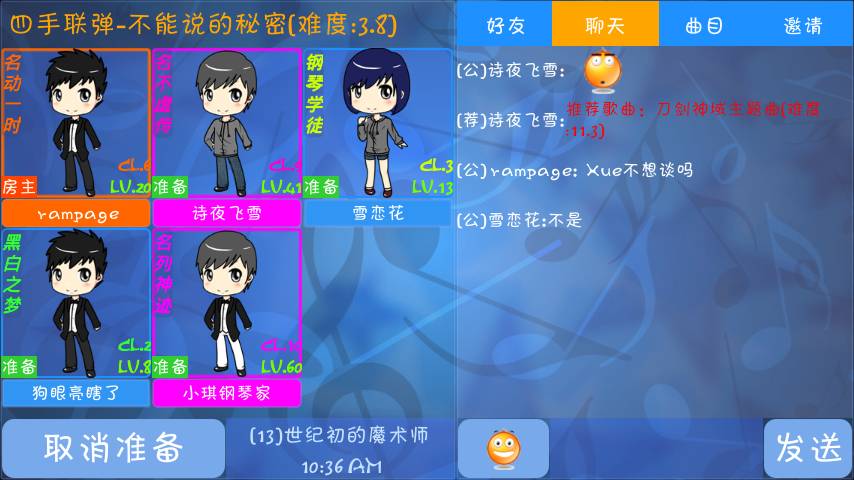 四手联弹-不能说的秘密(难度:3.8)
好友
聊天
曲目
邀请
名动一时
CL.6
房主
LV.20
rampage
名不虚传
准备
LV.41
诗夜飞雪
钢琴学徒
CL.3
准备
LV.13
雪恋花
黑白之梦
CL.2
准备
LV.8
狗眼亮瞎了
名列神迹
准备
LV.60
小琪钢琴家
(公)诗夜飞雪:
(荐)诗夜飞雪:推荐歌曲：刀剑神域主题曲(难度
:11.3)
(公)rampage: Xue不想谈吗
(公)雪恋花:不是
取消准备
(13)世纪初的魔术师
10:36 AM
发送